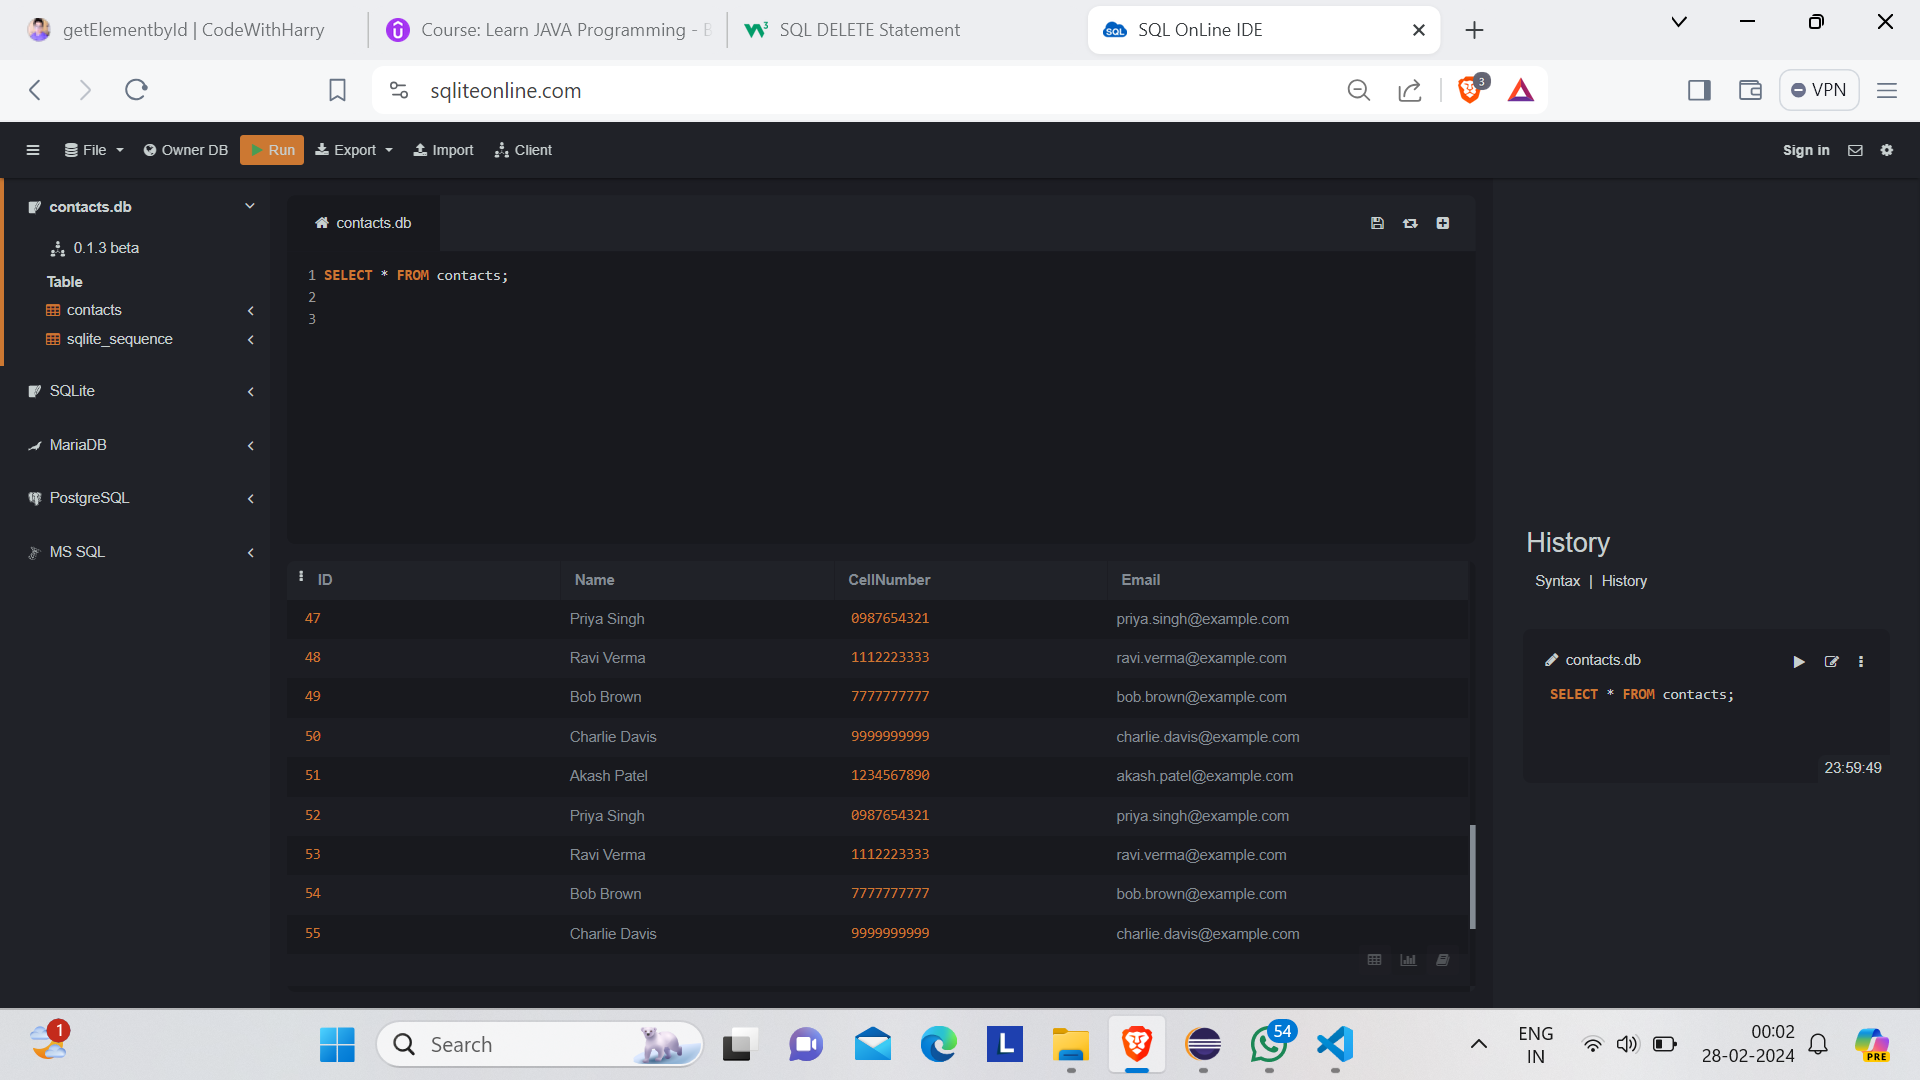 getElementbyId | CodeWithHarry
Course: Learn JAVA Programming - B
W3
SQL DELETE Statement
SQL
SQL OnLine IDE
sqliteonline.com
3
VPN
File
Owner DB
Run
Export
Import
Client
Sign in
contacts.db
0.1.3 beta
Table
contacts
sqlite_sequence
SQLite
MariaDB
PostgreSQL
MS SQL
contacts.db
1 SELECT * FROM contacts;
2
3
ID Name CellNumber Email
47 Priya Singh 0987654321 priya.singh@example.com
48 Ravi Verma 1112223333 ravi.verma@example.com
49 Bob Brown 7777777777 bob.brown@example.com
50 Charlie Davis 9999999999 charlie.davis@example.com
51 Akash Patel 1234567890 akash.patel@example.com
52 Priya Singh 0987654321 priya.singh@example.com
53 Ravi Verma 1112223333 ravi.verma@example.com
54 Bob Brown 7777777777 bob.brown@example.com
55 Charlie Davis 9999999999 charlie.davis@example.com
History
Syntax | History
contacts.db
SELECT * FROM contacts;
23:59:49
1
Search
L
54
ENG
IN
00:02
28-02-2024
PRE